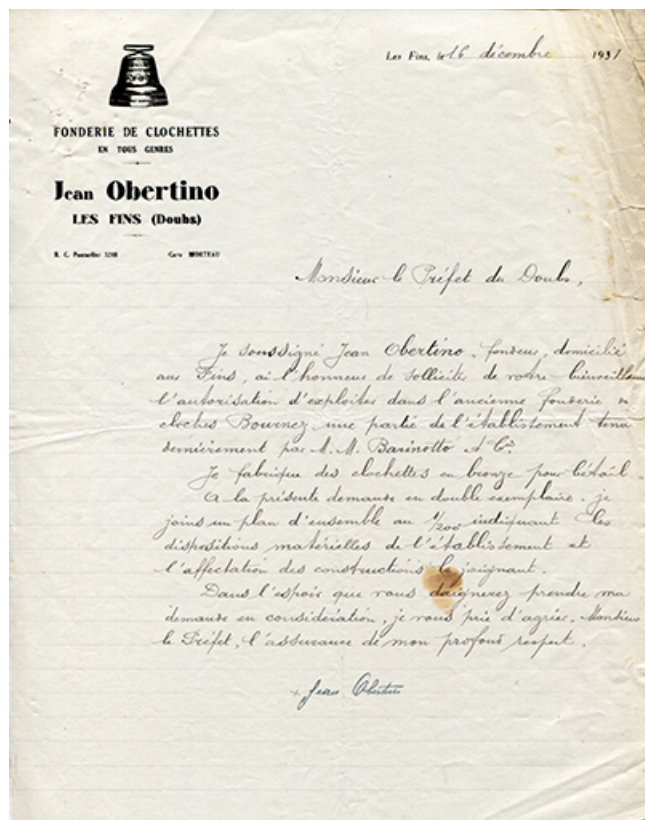 Les Fins, le 16 décembre 1931
FONDERIE DE CLOCHETTES
EN TOUS GENRES
Jean Obertino
LES FINS (Doubs)
R. C. Pontarlier 3298 Gare MORTEAU
Monsieur le Préfet du Doubs,
Je soussigné Jean Obertino, fondeur, domicilié
aux Fins, ai l'honneur de solliciter de votre bienveillance
l'autorisation d'exploiter dans l'ancienne fonderie de
cloches Bournez une partie de l'établissement tenu
dernièrement par M. M. Barinotto & Cie.
Je fabrique des clochettes en bronze pour bétail.
A la présente demande en double exemplaire, je
joins un plan d'ensemble au 1/200 indiquant les
dispositions matérielles de l'établissement et
l'affectation des constructions le joignant.
Dans l'espoir que vous daignerez prendre ma
demande en considération, je vous prie d'agréer, Monsieur
le Préfet, l'assurance de mon profond respect.
Jean Obertino